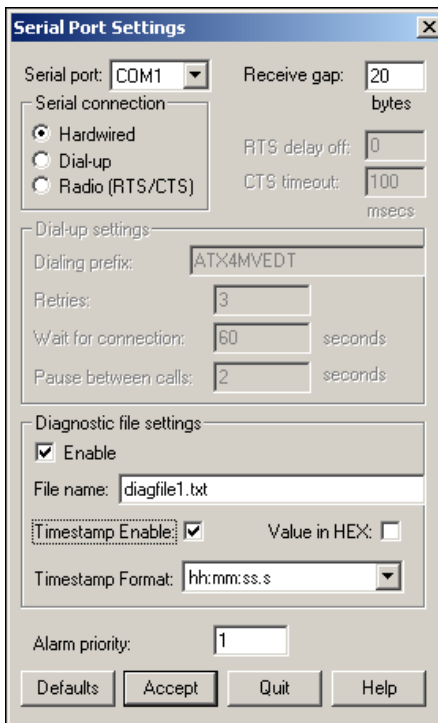 Serial Port Settings
Serial port: COM1 Receive gap: 20
bytes
Serial connection
Hardwired
Dial-up
Radio (RTS/CTS)
RTS delay off: 0
CTS timeout: 100
msecs
Dial-up settings
Dialing prefix: ATX4MVEDT
Retries: 3
Wait for connection: 60 seconds
Pause between calls: 2 seconds
Diagnostic file settings
Enable
File name: diagfile1.txt
Timestamp Enable: Value in HEX:
Timestamp Format: hh:mm:ss.s
Alarm priority: 1
Defaults Accept Quit Help